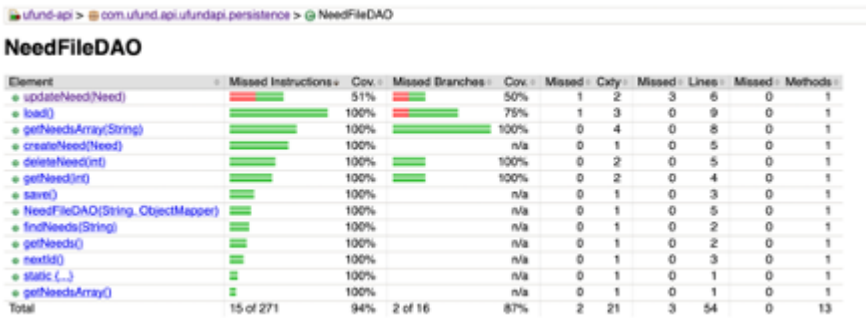 ufund-api > com.ufund.api.ufundapi.persistence > NeedFileDAO
NeedFileDAO
Element Missed Instructions Cov. Missed Branches Cov. Missed Cxty Missed Lines Missed Methods
updateNeed(Need) 51% 50% 1 2 3 6 0 1
load() 100% 75% 1 3 0 9 0 1
getNeedsArray(String) 100% 100% 0 4 0 8 0 1
createNeed(Need) 100% n/a 0 1 0 5 0 1
deleteNeed(int) 100% 100% 0 2 0 5 0 1
getNeed(int) 100% 100% 0 2 0 4 0 1
save() 100% n/a 0 1 0 3 0 1
NeedFileDAO(String, ObjectMapper) 100% n/a 0 1 0 5 0 1
findNeeds(String) 100% n/a 0 1 0 2 0 1
getNeeds() 100% n/a 0 1 0 2 0 1
nextId() 100% n/a 0 1 0 3 0 1
static {...} 100% n/a 0 1 0 1 0 1
getNeedsArray() 100% n/a 0 1 0 1 0 1
Total 15 of 271 94% 2 of 16 87% 2 21 3 54 0 13